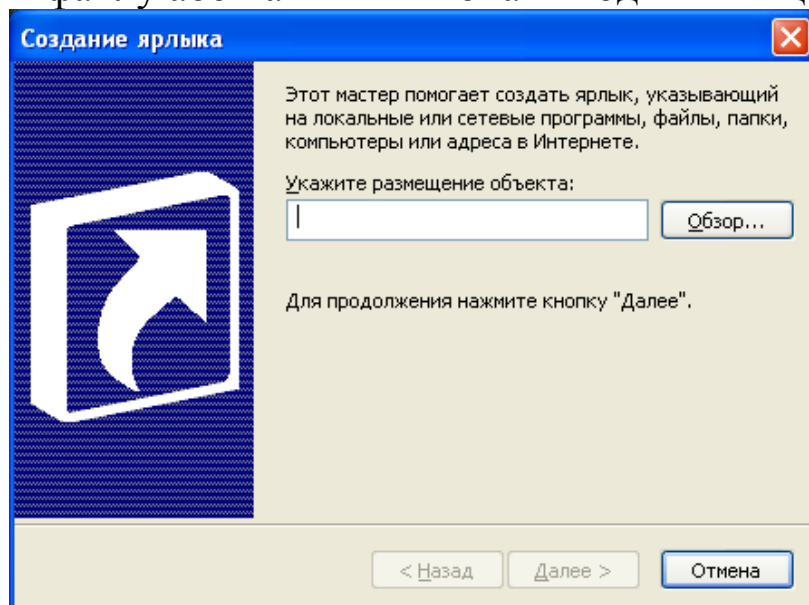 Создание ярлыка
Этот мастер помогает создать ярлык, указывающий
на локальные или сетевые программы, файлы, папки,
компьютеры или адреса в Интернете.
Укажите размещение объекта:
Обзор...
Для продолжения нажмите кнопку "Далее".
< Назад
Далее >
Отмена